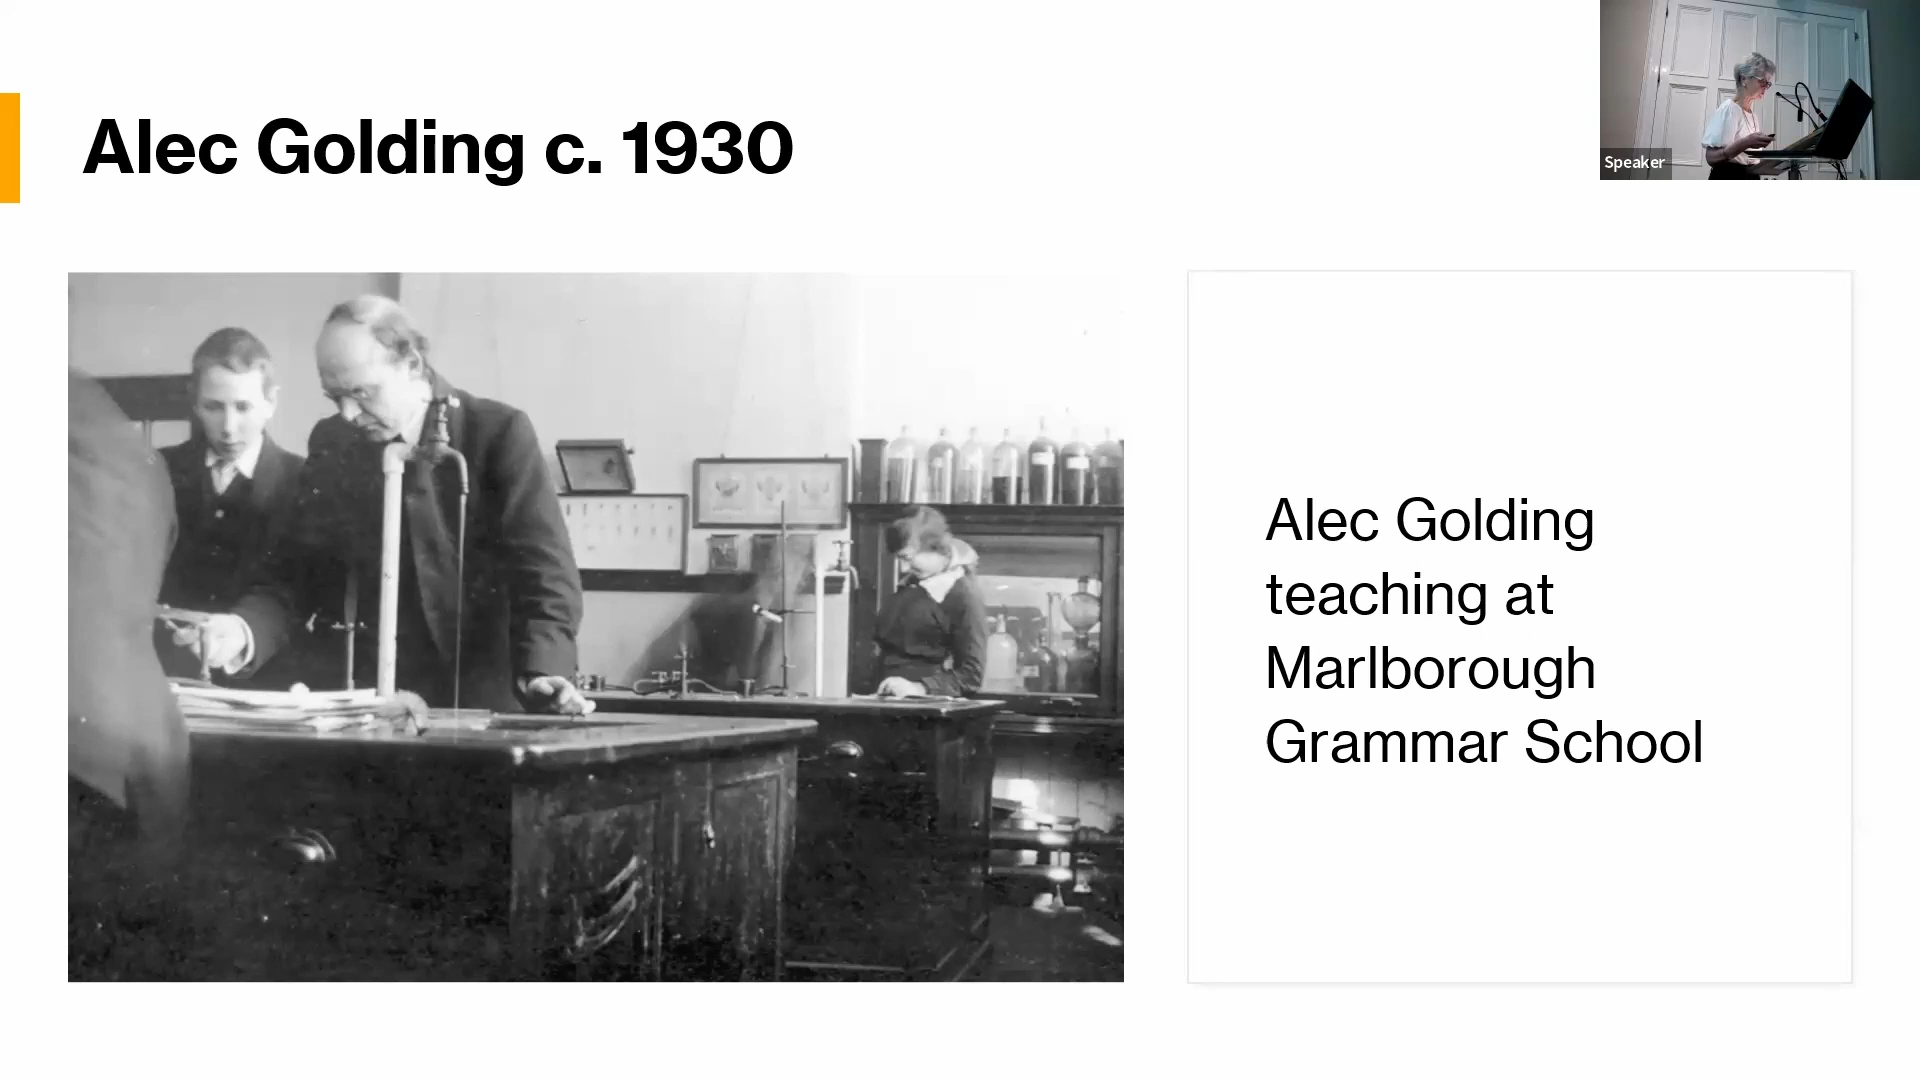 Alec Golding c. 1930
Speaker
Alec Golding
teaching at
Marlborough
Grammar School